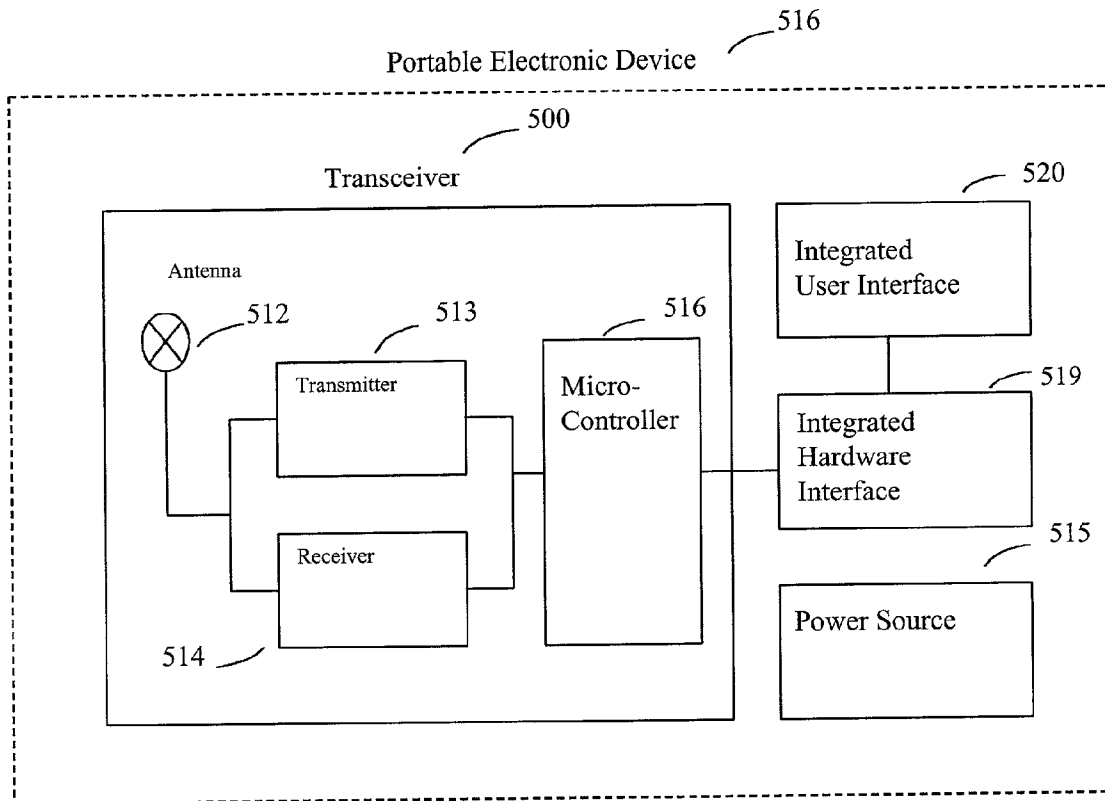 516
Portable Electronic Device
500
Transceiver
520
Integrated
User Interface
Antenna
512
513
516
Transmitter
Micro-
Controller
519
Integrated
Hardware
Interface
Receiver
514
515
Power Source